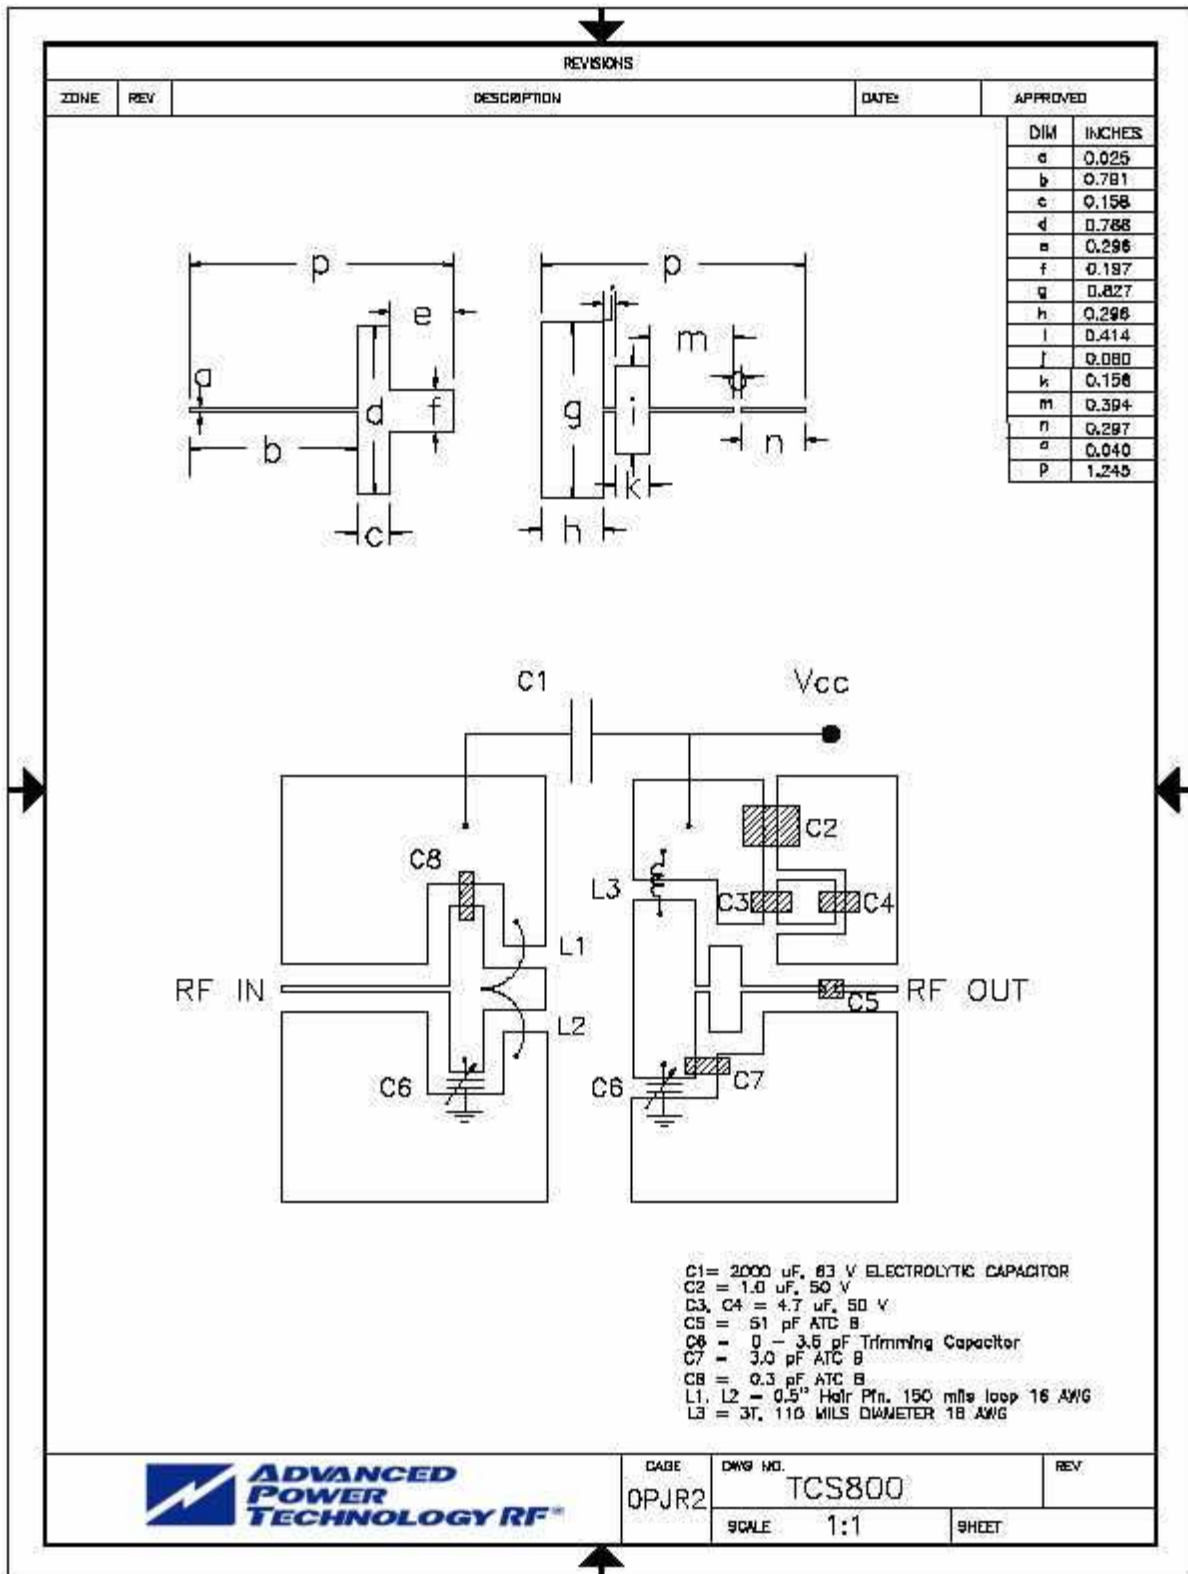 REVISIONS
ZONE REV DESCRIPTION DATE: APPROVED
DIM INCHES
a 0.025
b 0.781
c 0.158
d 0.788
e 0.296
f 0.197
g 0.827
h 0.296
i 0.414
j 0.080
k 0.156
m 0.394
n 0.297
o 0.040
P 1.245
p p
e j
m
a
d f g i o
b n
k
c h
C1 Vcc
C2
C8
L3 C3 C4
L1
RF IN RF OUT
C5
L2
C6 C6 C7
C1= 2000 uF, 63 V ELECTROLYTIC CAPACITOR
C2 = 1.0 uF, 50 V
C3, C4 = 4.7 uF, 50 V
C5 = 51 pF ATC B
C6 = 0 - 3.5 pF Trimming Capacitor
C7 = 3.0 pF ATC B
C8 = 0.3 pF ATC B
L1, L2 = 0.5" Hair Pin. 150 mils loop 16 AWG
L3 = 3T, 110 MILS DIAMETER 18 AWG
ADVANCED
POWER
TECHNOLOGY RF®
CAGE
0PJR2
DWG NO.
TCS800
REV
SCALE 1:1 SHEET